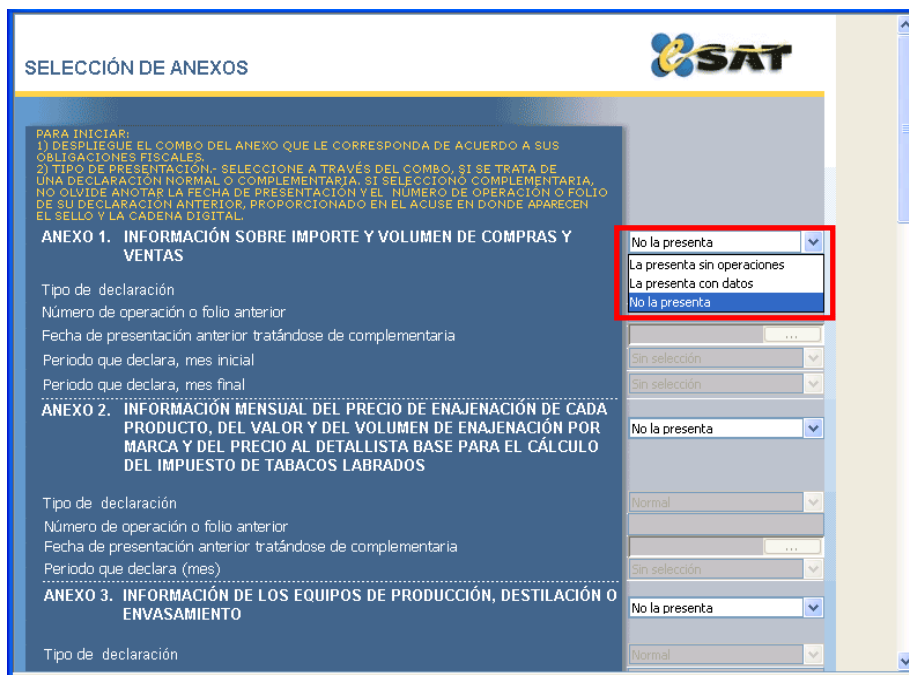 eSAT
SELECCIÓN DE ANEXOS
PARA INICIAR:
1) DESPLIEGUE EL COMBO DEL ANEXO QUE LE CORRESPONDA DE ACUERDO A SUS
OBLIGACIONES FISCALES.
2) TIPO DE PRESENTACIÓN.- SELECCIONE A TRAVÉS DEL COMBO, SI SE TRATA DE
UNA DECLARACIÓN NORMAL O COMPLEMENTARIA. SI SELECCIONÓ COMPLEMENTARIA,
NO OLVIDE ANOTAR LA FECHA DE PRESENTACIÓN Y EL NUMERO DE OPERACIÓN O FOLIO
DE SU DECLARACIÓN ANTERIOR, PROPORCIONADO EN EL ACUSE EN DONDE APARECEN
EL SELLO Y LA CADENA DIGITAL.
ANEXO 1. INFORMACIÓN SOBRE IMPORTE Y VOLUMEN DE COMPRAS Y
VENTAS
No la presenta
La presenta sin operaciones
La presenta con datos
No la presenta
Tipo de declaración
Número de operación o folio anterior
Fecha de presentación anterior tratándose de complementaria
...
Periodo que declara, mes inicial
Sin selección
Periodo que declara, mes final
Sin selección
ANEXO 2. INFORMACIÓN MENSUAL DEL PRECIO DE ENAJENACIÓN DE CADA
PRODUCTO, DEL VALOR Y DEL VOLUMEN DE ENAJENACIÓN POR
MARCA Y DEL PRECIO AL DETALLISTA BASE PARA EL CÁLCULO
DEL IMPUESTO DE TABACOS LABRADOS
No la presenta
Tipo de declaración
Normal
Número de operación o folio anterior
Fecha de presentación anterior tratándose de complementaria
...
Periodo que declara (mes)
Sin selección
ANEXO 3. INFORMACIÓN DE LOS EQUIPOS DE PRODUCCIÓN, DESTILACIÓN O
ENVASAMIENTO
No la presenta
Tipo de declaración
Normal